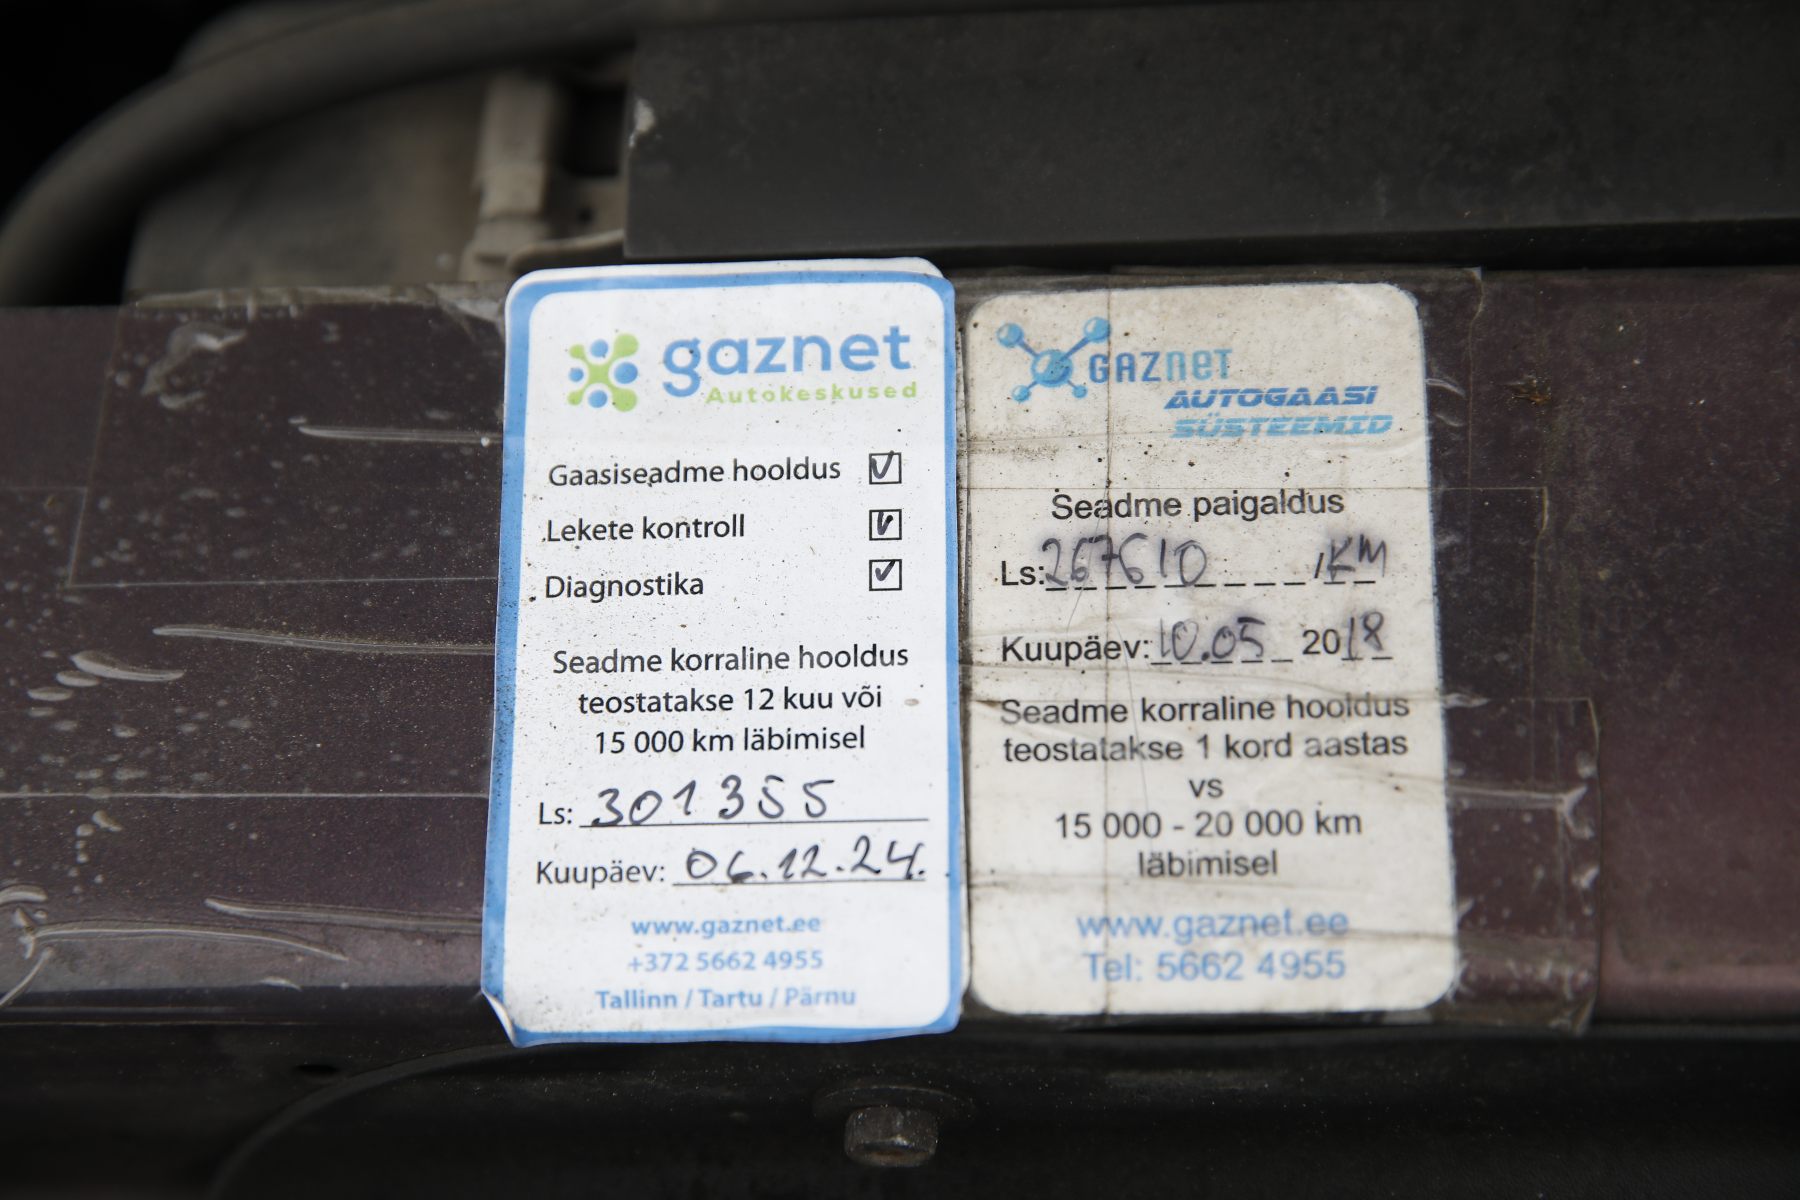 gaznet
Autokeskused
Gaasiseadme hooldus
Lekete kontroll
Diagnostika
Seadme korraline hooldus
teostatakse 12 kuu või
15 000 km läbimisel
Ls: 301355
Kuupäev: 06.12.24.
www.gaznet.ee
+372 5662 4955
Tallinn / Tartu / Pärnu
GAZNET
AUTOGAASI
SÜSTEEMID
Seadme paigaldus
Ls: 267610 /KM
Kuupäev: 10.05 2018
Seadme korraline hooldus
teostatakse 1 kord aastas
vs
15 000 - 20 000 km
läbimisel
www.gaznet.ee
Tel: 5662 4955